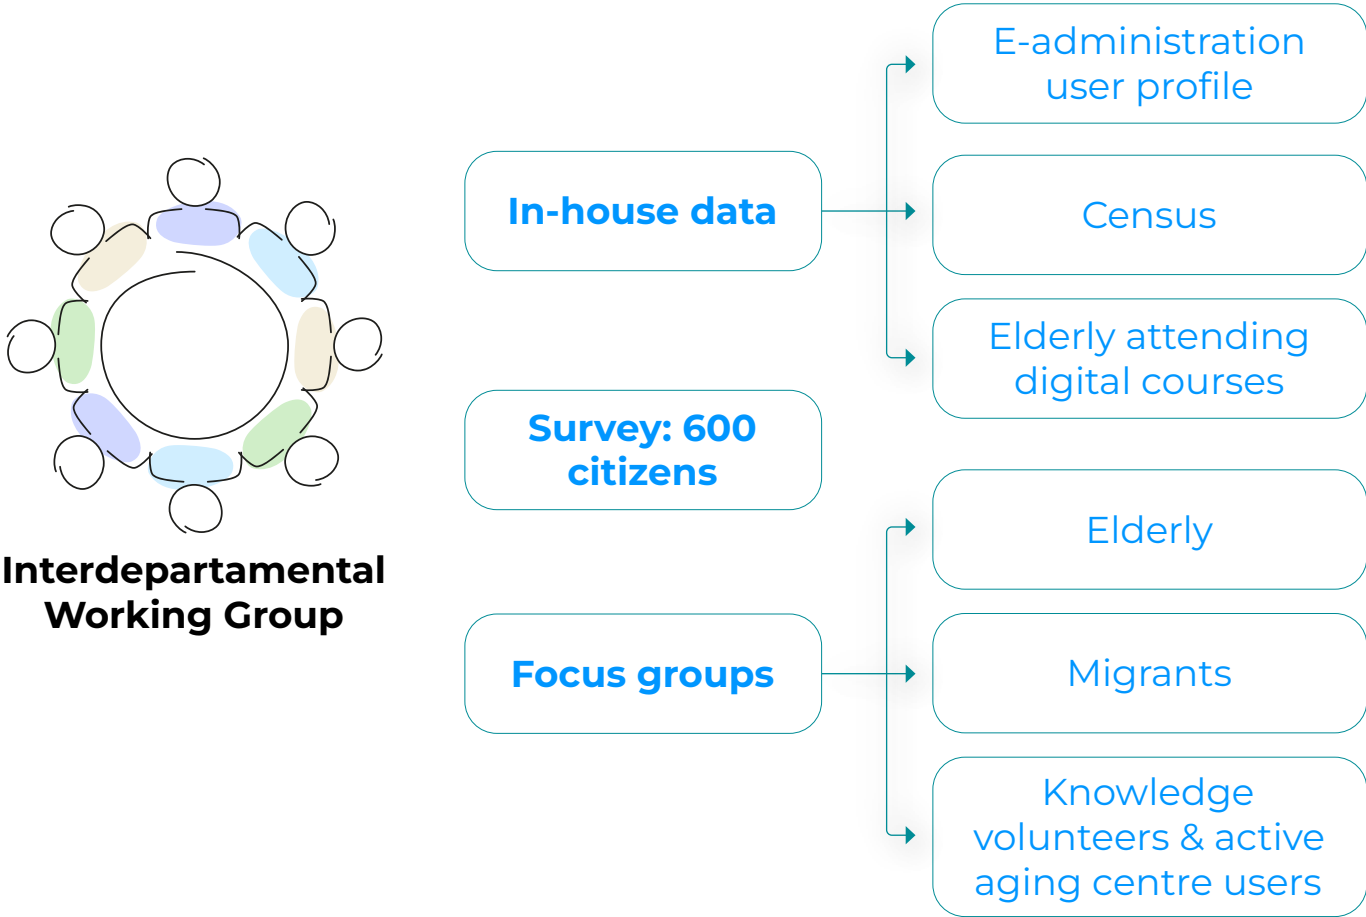 Interdepartamental
Working Group
In-house data
E-administration
user profile
Census
Elderly attending
digital courses
Survey: 600
citizens
Focus groups
Elderly
Migrants
Knowledge
volunteers & active
aging centre users